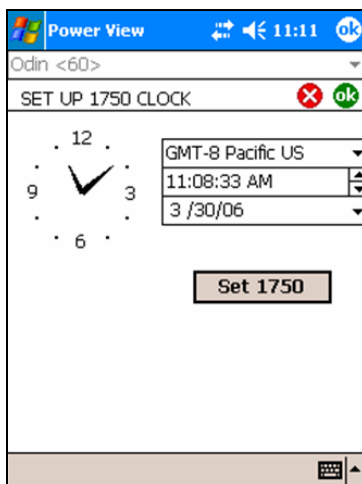 Power View 11:11 ok
Odin <60>
SET UP 1750 CLOCK ok
12
9 3
6
GMT-8 Pacific US
11:08:33 AM
3 /30/06
Set 1750